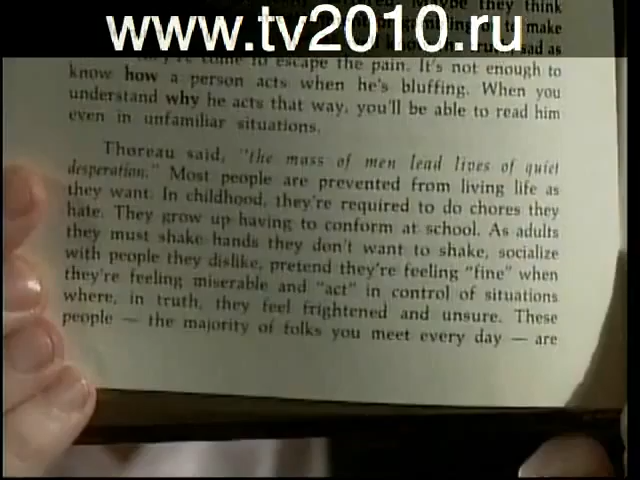 www.tv2010.ru
they think
to make
sad as
to escape the pain. It's not enough to
know how a person acts when he's bluffing. When you
understand why he acts that way, you'll be able to read him
even in unfamiliar situations.
Thoreau said, "the mass of men lead lives of quiet
desperation." Most people are prevented from living life as
they want. In childhood, they're required to do chores they
hate. They grow up having to conform at school. As adults
they must shake hands they don't want to shake, socialize
with people they dislike, pretend they're feeling "fine" when
they're feeling miserable and "act" in control of situations
where, in truth, they feel frightened and unsure. These
people — the majority of folks you meet every day — are